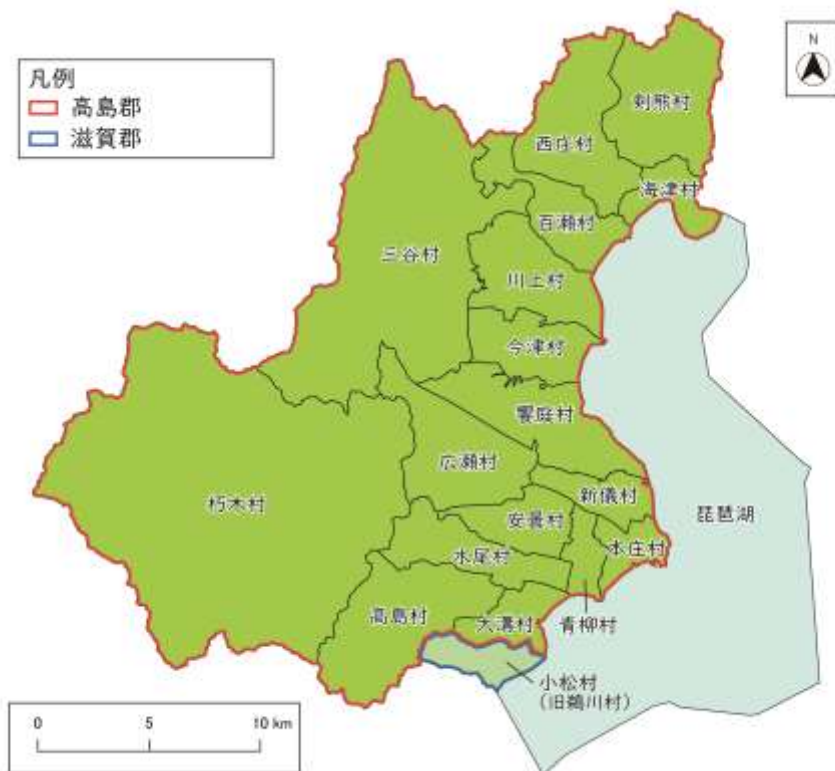 凡例
高島郡
滋賀郡
N
剣熊村
西庄村
海津村
百瀬村
三谷村
川上村
今津村
饗庭村
広瀬村
新儀村
朽木村
安曇村
琵琶湖
本庄村
水尾村
高島村
大溝村
青柳村
小松村
(旧鵜川村)
0 5 10 km